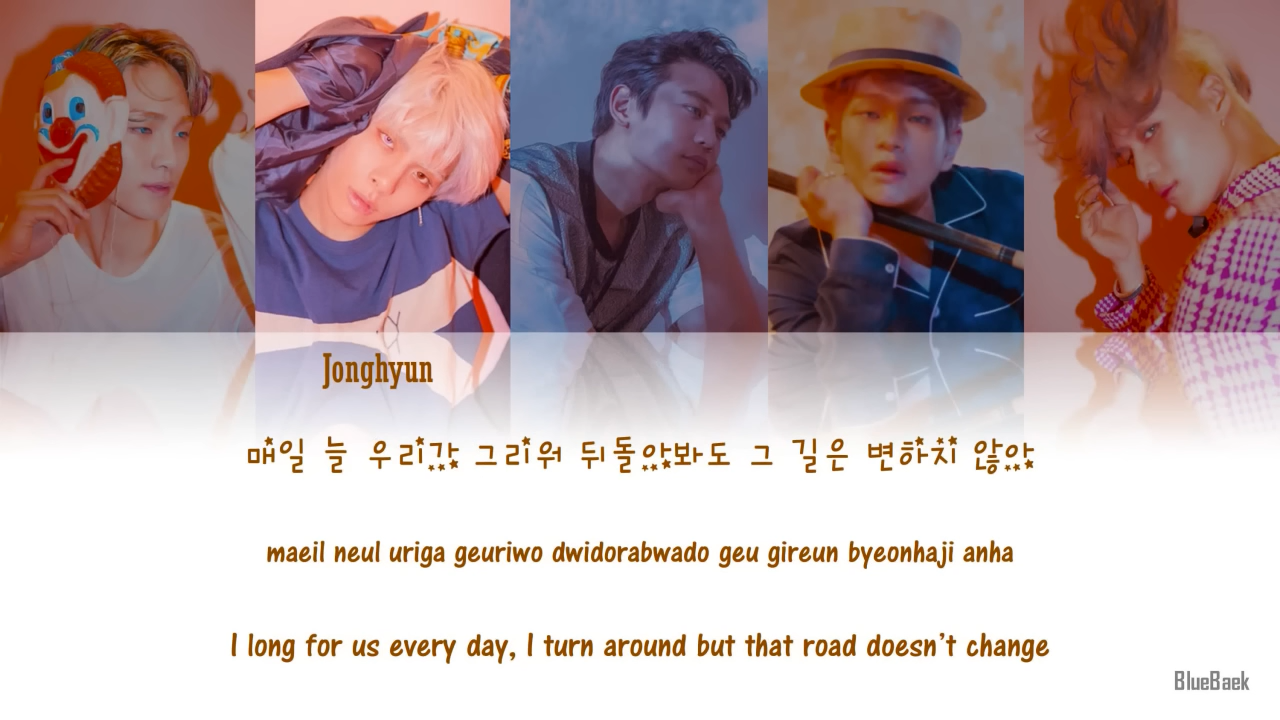 Jonghyun
매일 늘 우리가 그리워 뒤돌아봐도 그 길은 변하지 않아
maeil neul uriga geuriwo dwidorabwado geu gireun byeonhaji anha
I long for us every day, I turn around but that road doesn't change
BlueBaek